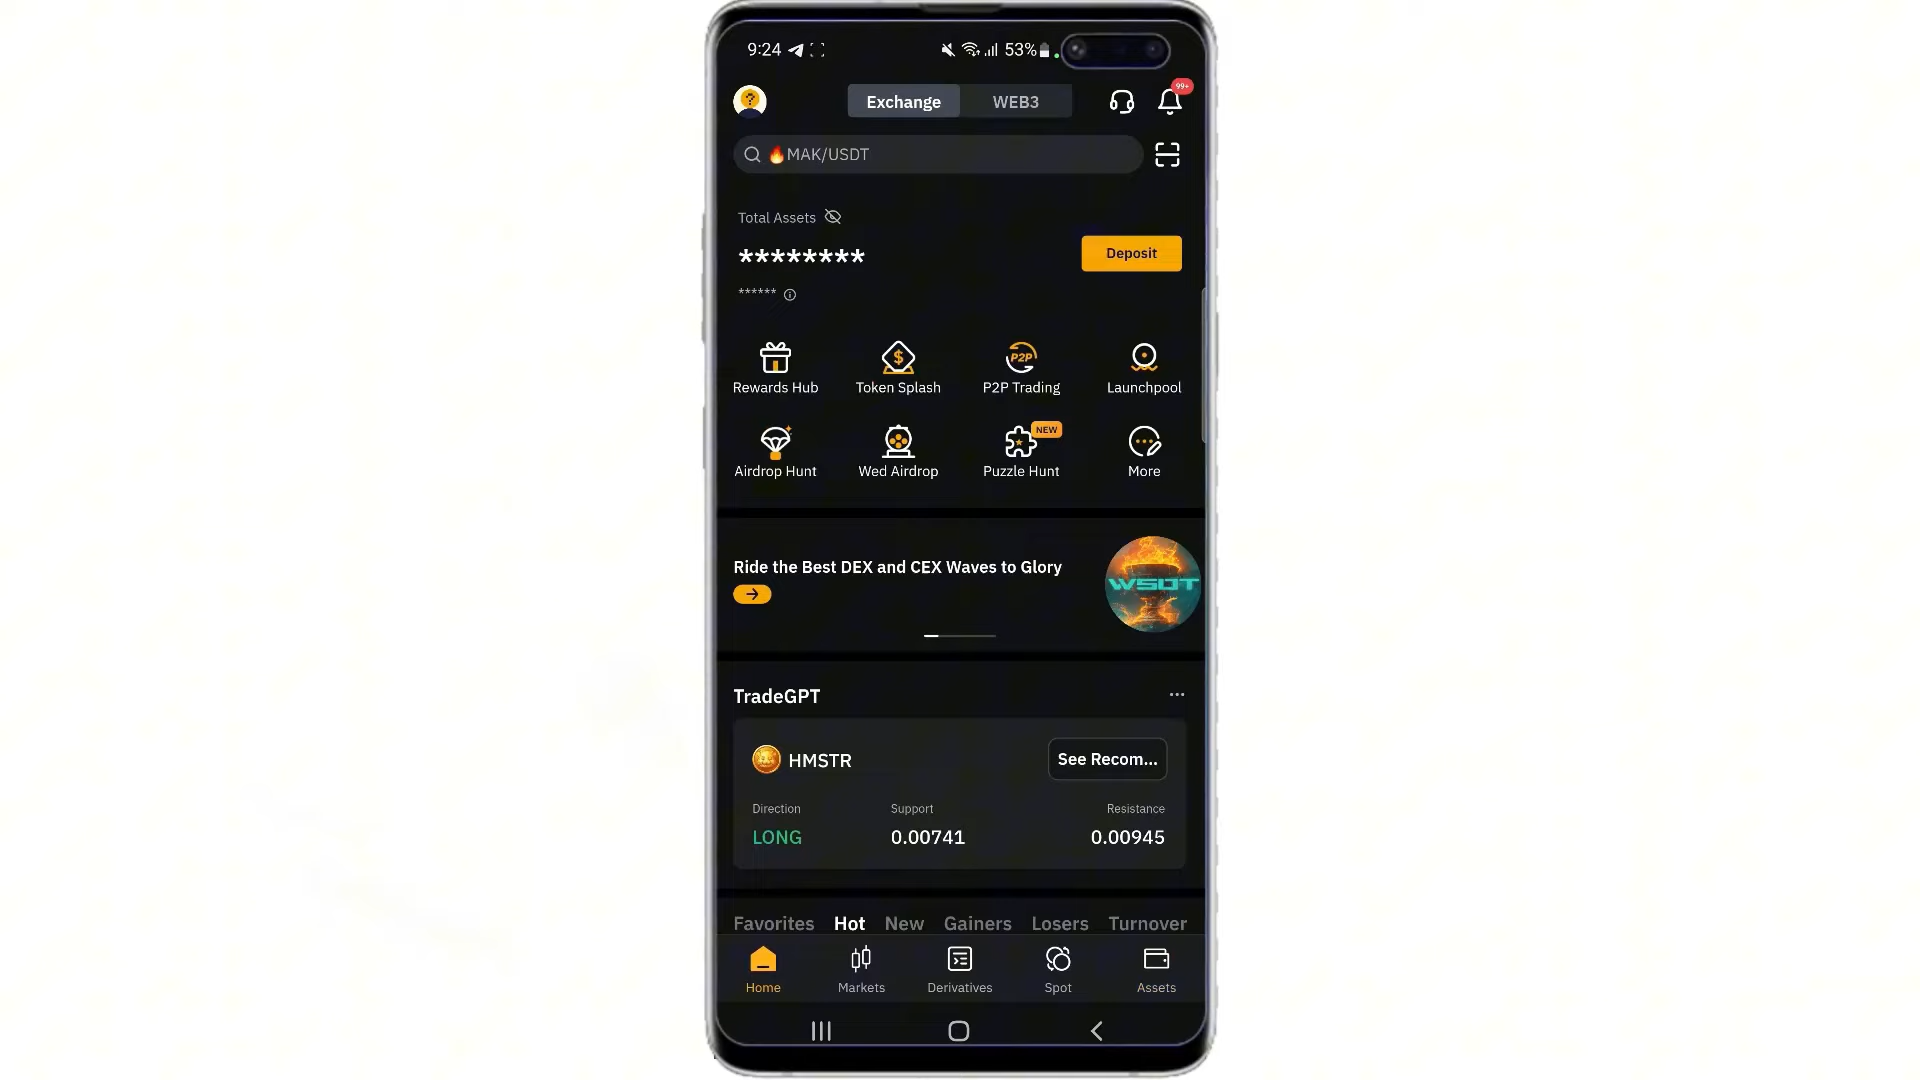 9:24 53%
Exchange WEB3 99+
MAK/USDT
Total Assets
********
Deposit
******
Rewards Hub Token Splash P2P Trading Launchpool
P2P
NEW
Airdrop Hunt Wed Airdrop Puzzle Hunt More
Ride the Best DEX and CEX Waves to Glory
WSOT
TradeGPT
HMSTR See Recom...
Direction Support Resistance
LONG 0.00741 0.00945
Favorites Hot New Gainers Losers Turnover
Home Markets Derivatives Spot Assets